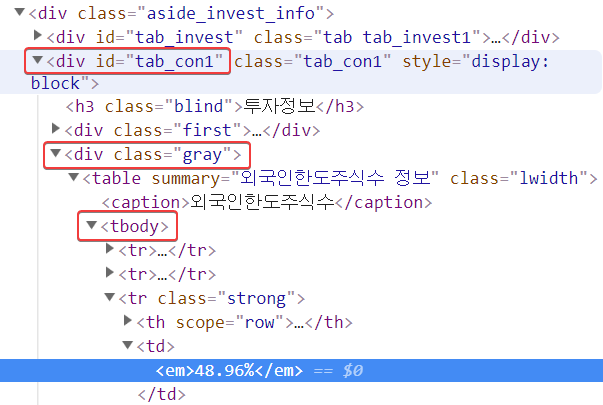 ▼<div class="aside_invest_info">
▶<div id="tab_invest" class="tab tab_invest1">…</div>
▼<div id="tab_con1" class="tab_con1" style="display:
block">
<h3 class="blind">투자정보</h3>
▶<div class="first">…</div>
▼<div class="gray">
▼<table summary="외국인한도주식수 정보" class="lwidth">
<caption>외국인한도주식수</caption>
▼<tbody>
▶<tr>…</tr>
▶<tr>…</tr>
▼<tr class="strong">
▶<th scope="row">…</th>
▼<td>
<em>48.96%</em> == $0
</td>